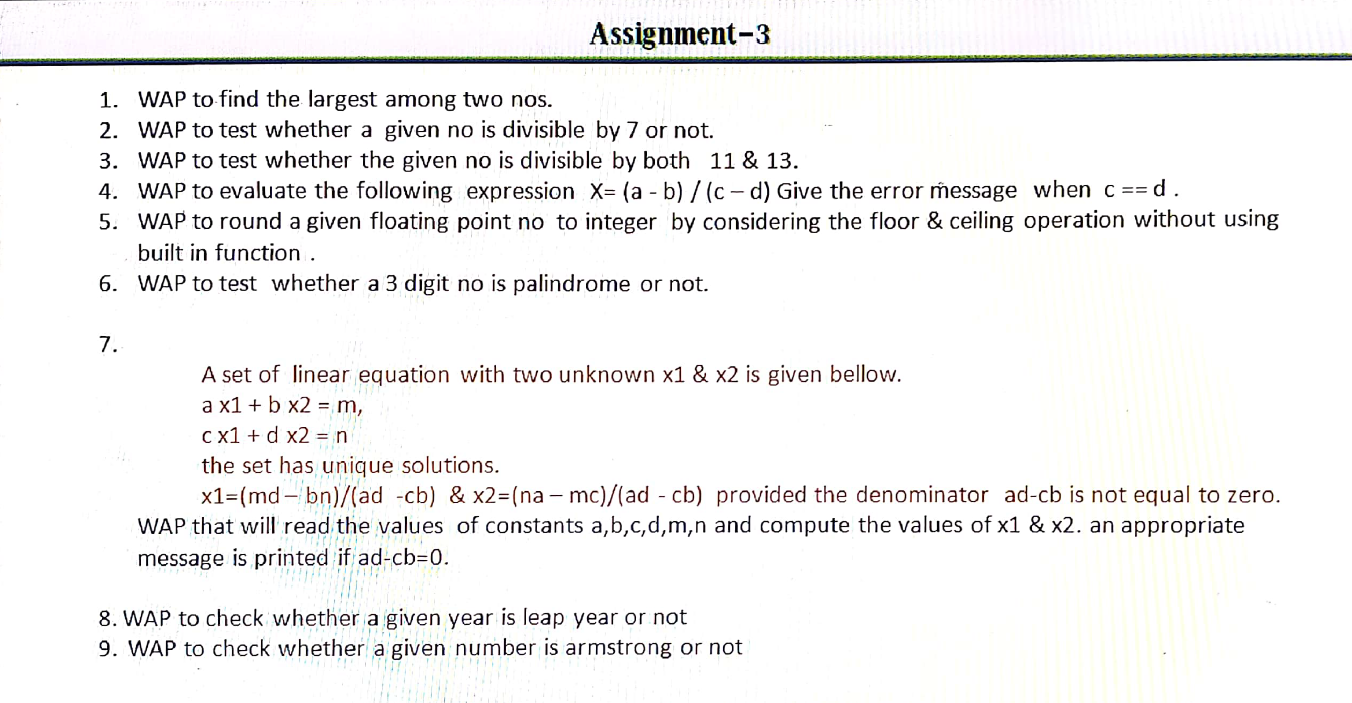 Assignment-3
1. WAP to find the largest among two nos.
2. WAP to test whether a given no is divisible by 7 or not.
3. WAP to test whether the given no is divisible by both 11 & 13.
4. WAP to evaluate the following expression X= (a - b) / (c – d) Give the error message when c == d .
5. WAP to round a given floating point no to integer by considering the floor & ceiling operation without using
built in function .
6. WAP to test whether a 3 digit no is palindrome or not.
7.
A set of linear equation with two unknown x1 & x2 is given bellow.
a x1 + b x2 = m,
c x1 + d x2 = n
the set has unique solutions.
x1=(md – bn)/(ad -cb) & x2=(na – mc)/(ad - cb) provided the denominator ad-cb is not equal to zero.
WAP that will read the values of constants a,b,c,d,m,n and compute the values of x1 & x2. an appropriate
message is printed if ad-cb=0.
8. WAP to check whether a given year is leap year or not
9. WAP to check whether a given number is armstrong or not